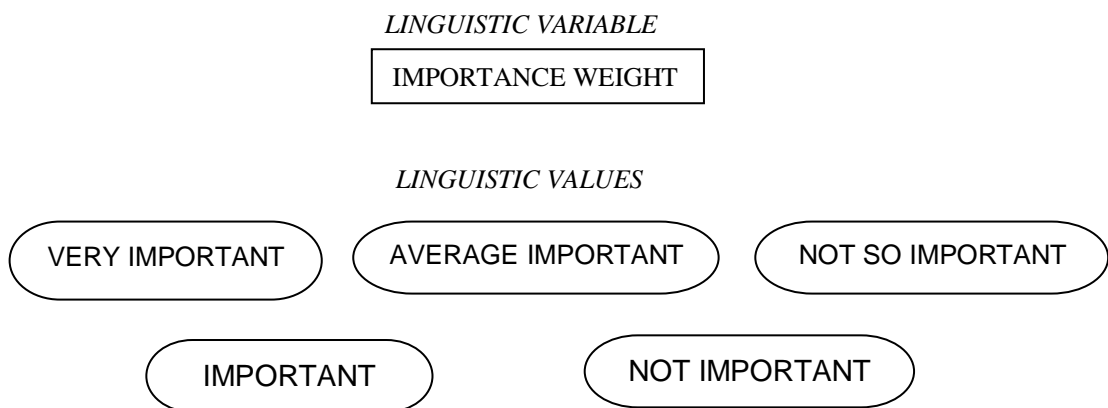 LINGUISTIC VARIABLE
IMPORTANCE WEIGHT
LINGUISTIC VALUES
VERY IMPORTANT
AVERAGE IMPORTANT
NOT SO IMPORTANT
IMPORTANT
NOT IMPORTANT